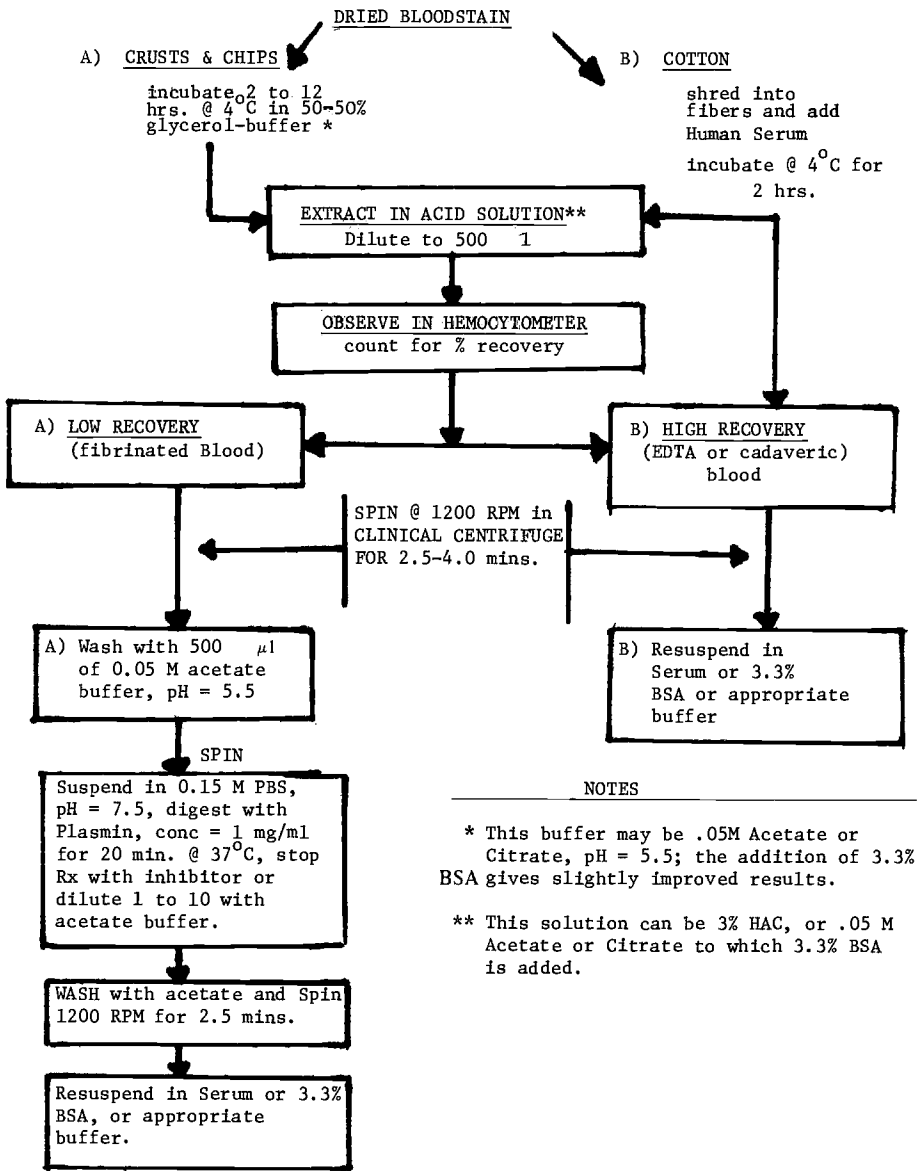 DRIED BLOODSTAIN
A) CRUSTS & CHIPS
incubate 2 to 12
hrs. @ 4°C in 50-50%
glycerol-buffer *
B) COTTON
shred into
fibers and add
Human Serum
incubate @ 4°C for
2 hrs.
EXTRACT IN ACID SOLUTION**
Dilute to 500 1
OBSERVE IN HEMOCYTOMETER
count for % recovery
A) LOW RECOVERY
(fibrinated Blood)
B) HIGH RECOVERY
(EDTA or cadaveric)
blood
SPIN @ 1200 RPM in
CLINICAL CENTRIFUGE
FOR 2.5-4.0 mins.
A) Wash with 500 μl
of 0.05 M acetate
buffer, pH = 5.5
B) Resuspend in
Serum or 3.3%
BSA or appropriate
buffer
SPIN
Suspend in 0.15 M PBS,
pH = 7.5, digest with
Plasmin, conc = 1 mg/ml
for 20 min. @ 37°C, stop
Rx with inhibitor or
dilute 1 to 10 with
acetate buffer.
WASH with acetate and Spin
1200 RPM for 2.5 mins.
Resuspend in Serum or 3.3%
BSA, or appropriate
buffer.
NOTES
* This buffer may be .05M Acetate or
Citrate, pH = 5.5; the addition of 3.3%
BSA gives slightly improved results.
** This solution can be 3% HAC, or .05 M
Acetate or Citrate to which 3.3% BSA
is added.